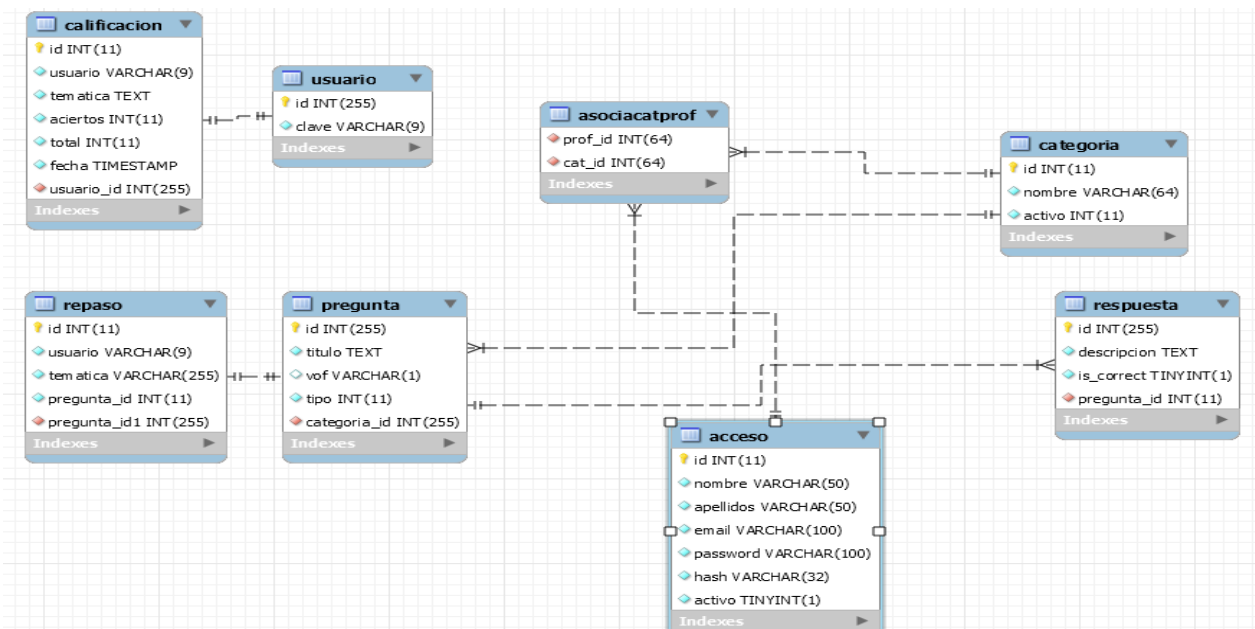 calificacion
id INT(11)
usuario VARCHAR(9)
tematica TEXT
aciertos INT(11)
total INT(11)
fecha TIMESTAMP
usuario_id INT(255)
Indexes
usuario
id INT(255)
clave VARCHAR(9)
Indexes
asociacatprof
prof_id INT(64)
cat_id INT(64)
Indexes
categoria
id INT(11)
nombre VARCHAR(64)
activo INT(11)
Indexes
repaso
id INT(11)
usuario VARCHAR(9)
tematica VARCHAR(255)
pregunta_id INT(11)
pregunta_id1 INT(255)
Indexes
pregunta
id INT(255)
titulo TEXT
vof VARCHAR(1)
tipo INT(11)
categoria_id INT(255)
Indexes
respuesta
id INT(255)
descripcion TEXT
is_correct TINYINT(1)
pregunta_id INT(11)
Indexes
acceso
id INT(11)
nombre VARCHAR(50)
apellidos VARCHAR(50)
email VARCHAR(100)
password VARCHAR(100)
hash VARCHAR(32)
activo TINYINT(1)
Indexes